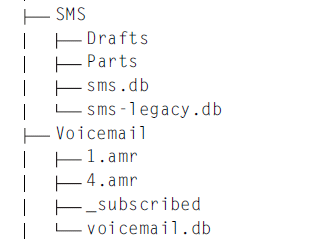 SMS
Drafts
Parts
sms.db
sms-legacy.db
Voicemail
1.amr
4.amr
_subscribed
voicemail.db